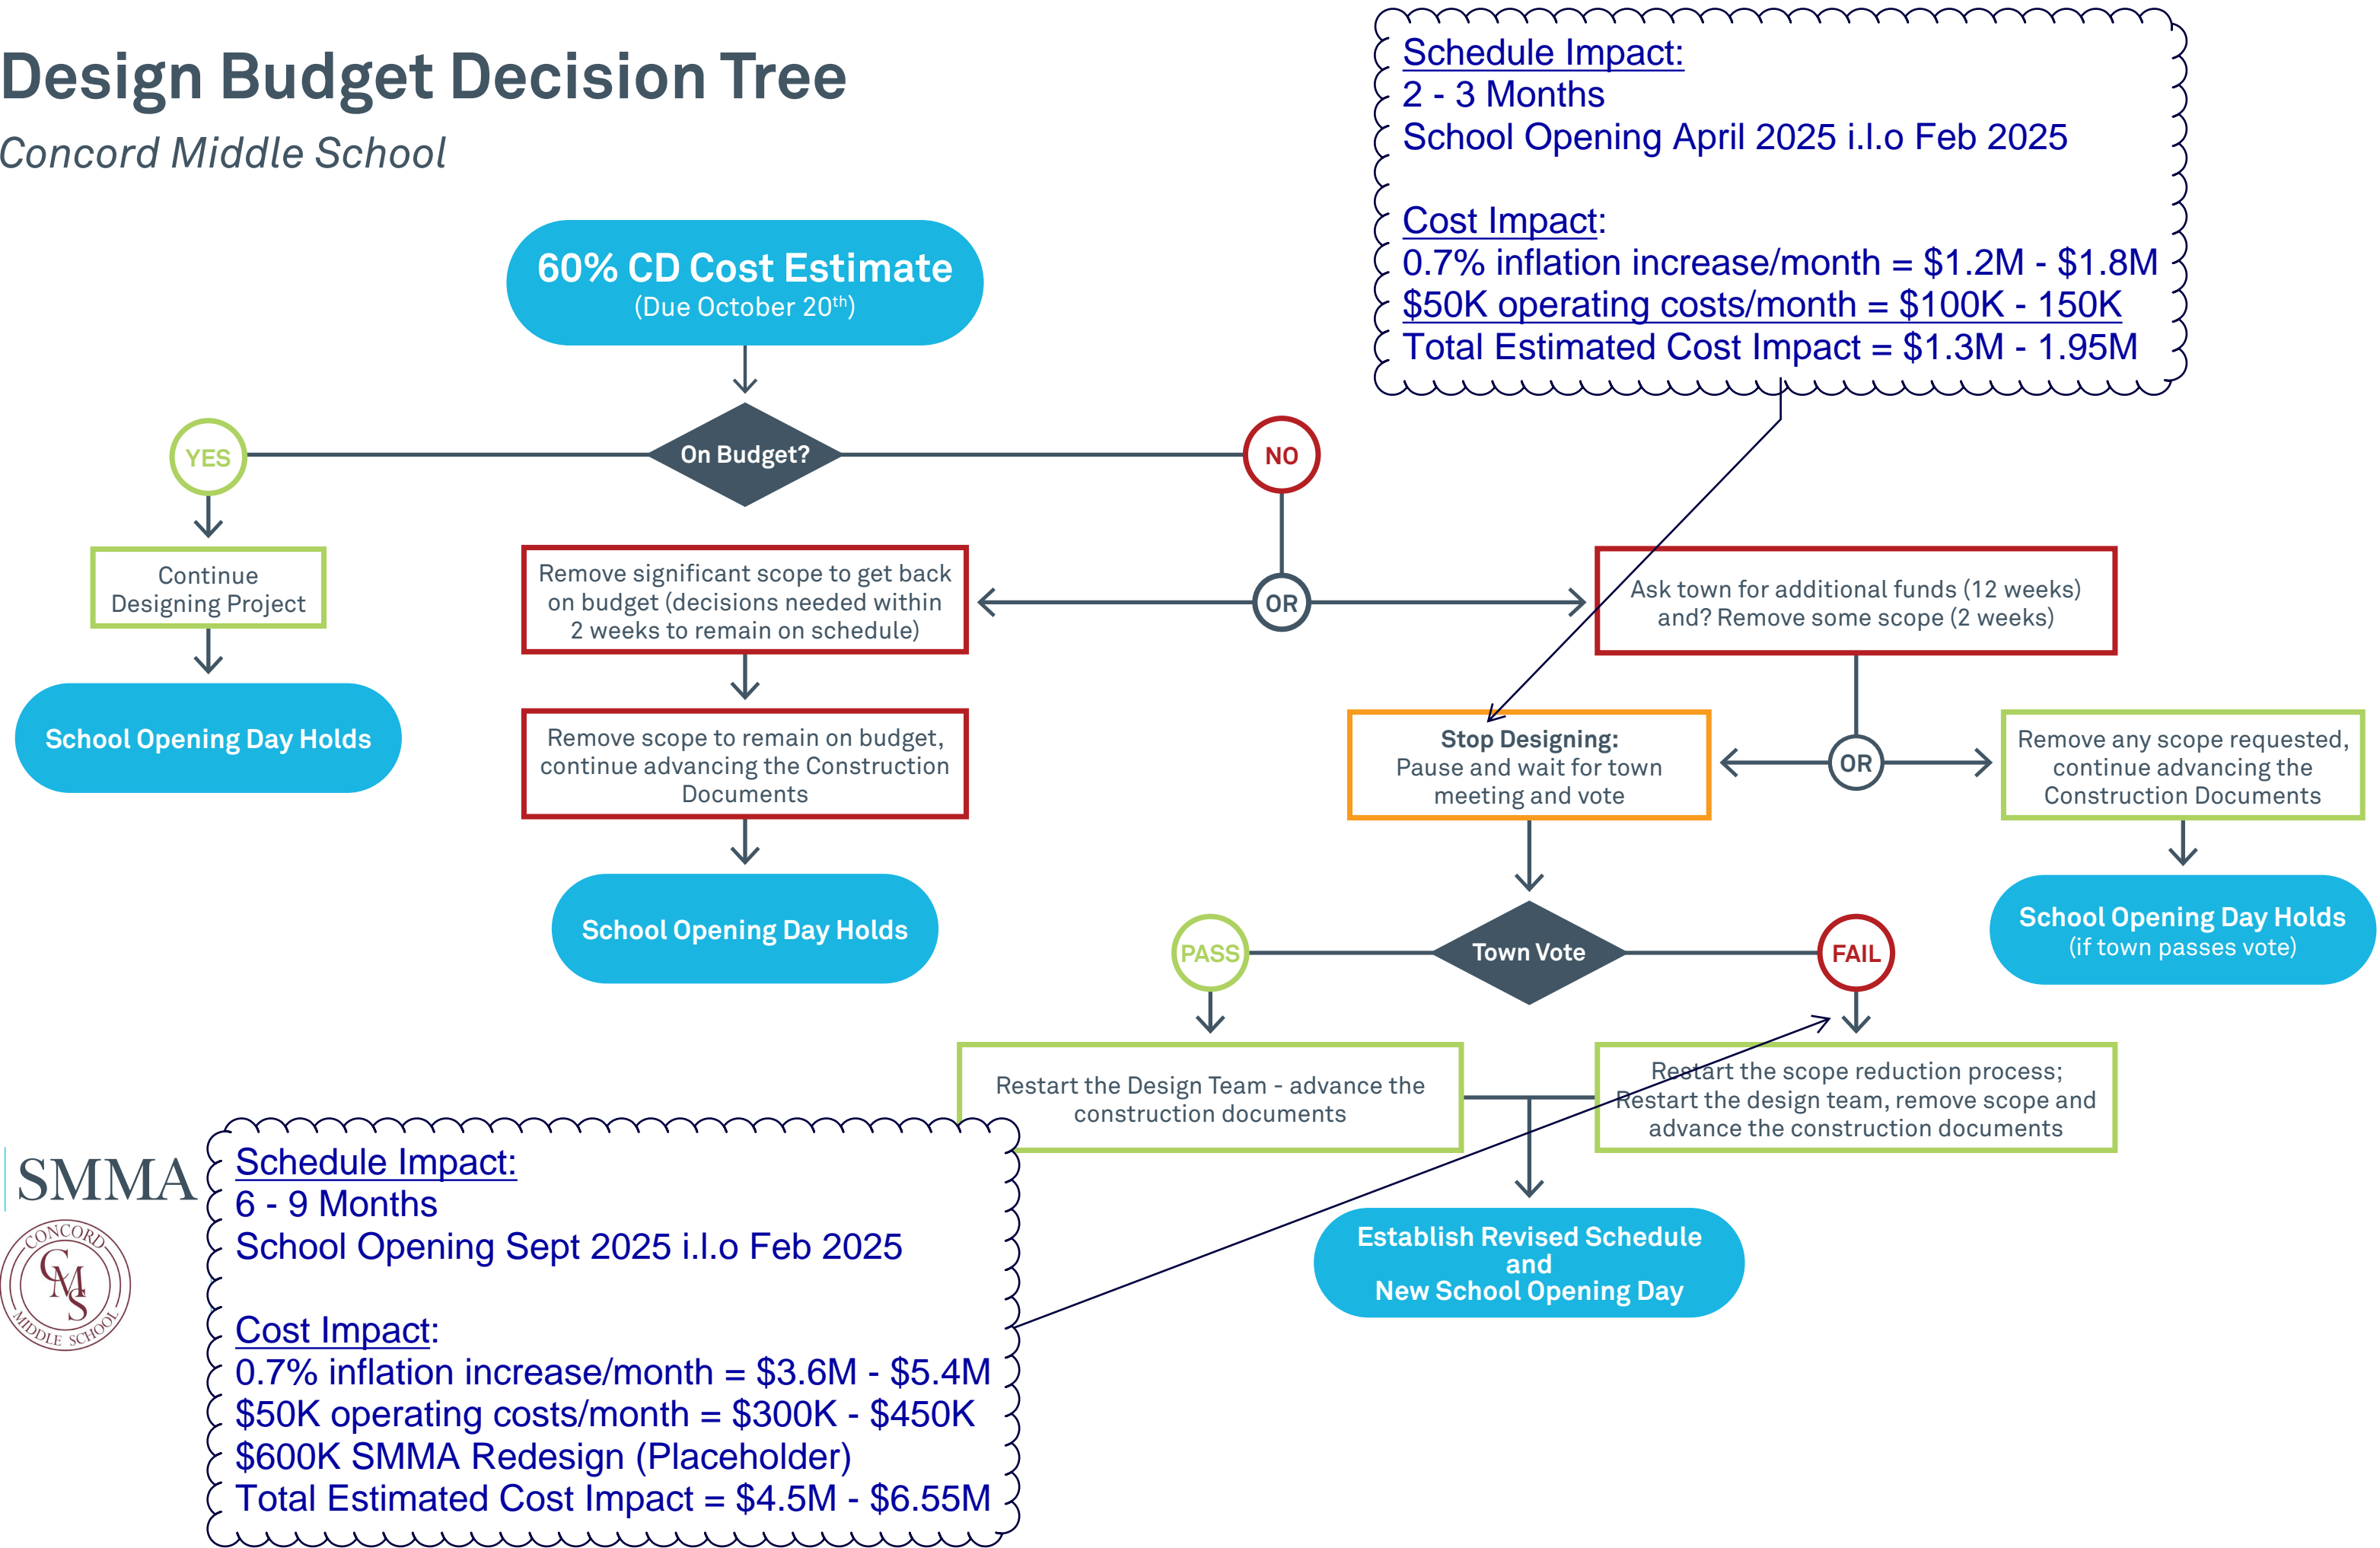 Design Budget Decision Tree
Concord Middle School
Schedule Impact:
2 - 3 Months
School Opening April 2025 i.l.o Feb 2025
Cost Impact:
0.7% inflation increase/month = $1.2M - $1.8M
$50K operating costs/month = $100K - 150K
Total Estimated Cost Impact = $1.3M - 1.95M
60% CD Cost Estimate
(Due October 20th)
On Budget?
YES
NO
Continue
Designing Project
School Opening Day Holds
Remove significant scope to get back
on budget (decisions needed within
2 weeks to remain on schedule)
OR
Ask town for additional funds (12 weeks)
and? Remove some scope (2 weeks)
Remove scope to remain on budget,
continue advancing the Construction
Documents
School Opening Day Holds
Stop Designing:
Pause and wait for town
meeting and vote
OR
Remove any scope requested,
continue advancing the
Construction Documents
School Opening Day Holds
(if town passes vote)
Town Vote
PASS
FAIL
Restart the Design Team - advance the
construction documents
Restart the scope reduction process;
Restart the design team, remove scope and
advance the construction documents
Establish Revised Schedule
and
New School Opening Day
Schedule Impact:
6 - 9 Months
School Opening Sept 2025 i.l.o Feb 2025
Cost Impact:
0.7% inflation increase/month = $3.6M - $5.4M
$50K operating costs/month = $300K - $450K
$600K SMMA Redesign (Placeholder)
Total Estimated Cost Impact = $4.5M - $6.55M
SMMA
CONCORD
CMS
MIDDLE SCHOOL